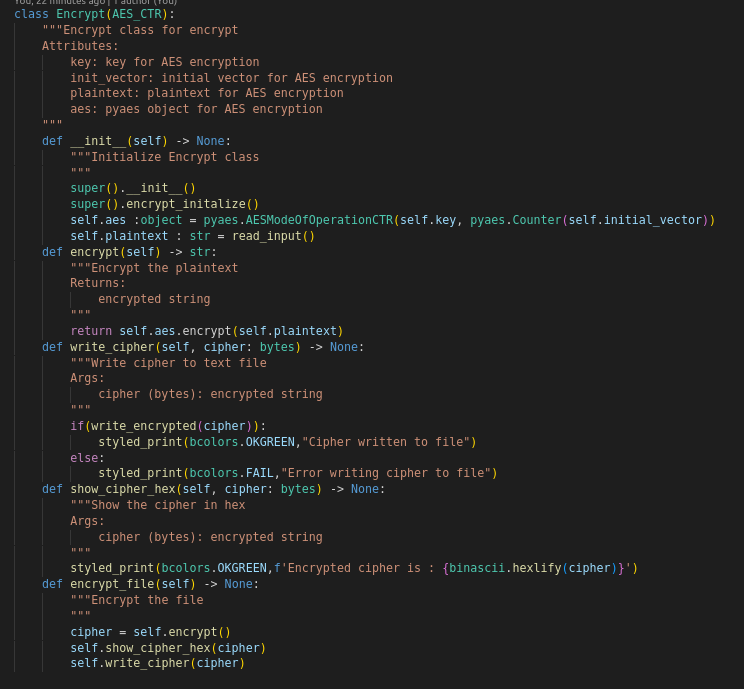 You, 22 minutes ago | 1 author (You)
class Encrypt(AES_CTR):
    """Encrypt class for encrypt
    Attributes:
        key: key for AES encryption
        init_vector: initial vector for AES encryption
        plaintext: plaintext for AES encryption
        aes: pyaes object for AES encryption
    """
    def __init__(self) -> None:
        """Initialize Encrypt class
        """
        super().__init__()
        super().encrypt_initalize()
        self.aes :object = pyaes.AESModeOfOperationCTR(self.key, pyaes.Counter(self.initial_vector))
        self.plaintext : str = read_input()
    def encrypt(self) -> str:
        """Encrypt the plaintext
        Returns:
            encrypted string
        """
        return self.aes.encrypt(self.plaintext)
    def write_cipher(self, cipher: bytes) -> None:
        """Write cipher to text file
        Args:
            cipher (bytes): encrypted string
        """
        if(write_encrypted(cipher)):
            styled_print(bcolors.OKGREEN,"Cipher written to file")
        else:
            styled_print(bcolors.FAIL,"Error writing cipher to file")
    def show_cipher_hex(self, cipher: bytes) -> None:
        """Show the cipher in hex
        Args:
            cipher (bytes): encrypted string
        """
        styled_print(bcolors.OKGREEN,f'Encrypted cipher is : {binascii.hexlify(cipher)}')
    def encrypt_file(self) -> None:
        """Encrypt the file
        """
        cipher = self.encrypt()
        self.show_cipher_hex(cipher)
        self.write_cipher(cipher)